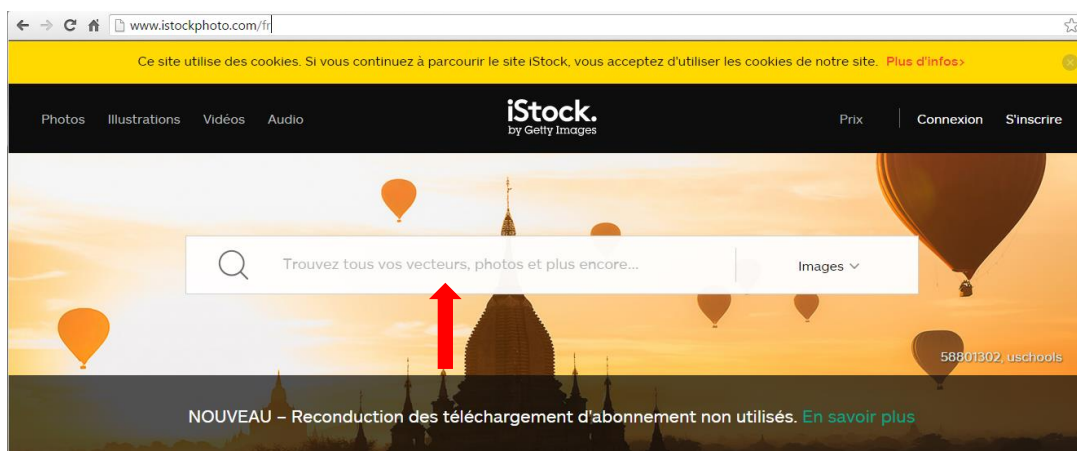 www.istockphoto.com/fr
Ce site utilise des cookies. Si vous continuez à parcourir le site iStock, vous acceptez d'utiliser les cookies de notre site. Plus d'infos›
Photos Illustrations Vidéos Audio iStock. Prix Connexion S'inscrire
by Getty Images
Trouvez tous vos vecteurs, photos et plus encore... Images
58801302, uschools
NOUVEAU – Reconduction des téléchargement d'abonnement non utilisés. En savoir plus